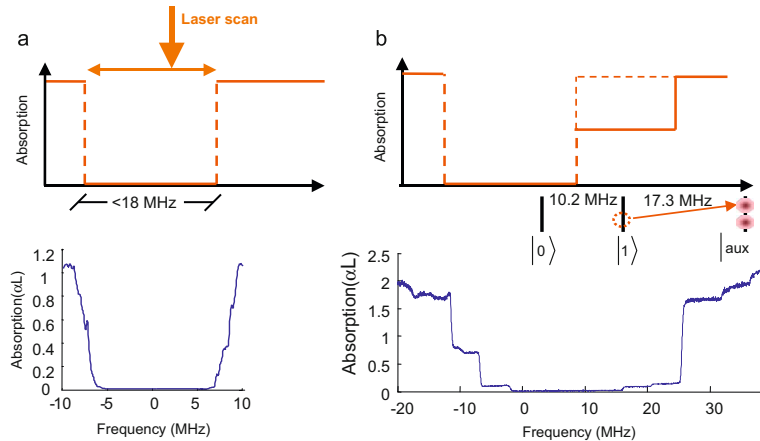 a
Laser scan
Absorption
<18 MHz
Absorption(αL)
1.2
1.0
0.8
0.6
0.4
0.2
0
-10
-5
0
5
10
Frequency (MHz)
b
Absorption
10.2 MHz
17.3 MHz
|0⟩
|1⟩
|aux
Absorption(αL)
2.5
2
1.5
1
0.5
0
-20
-10
0
10
20
30
Frequency (MHz)